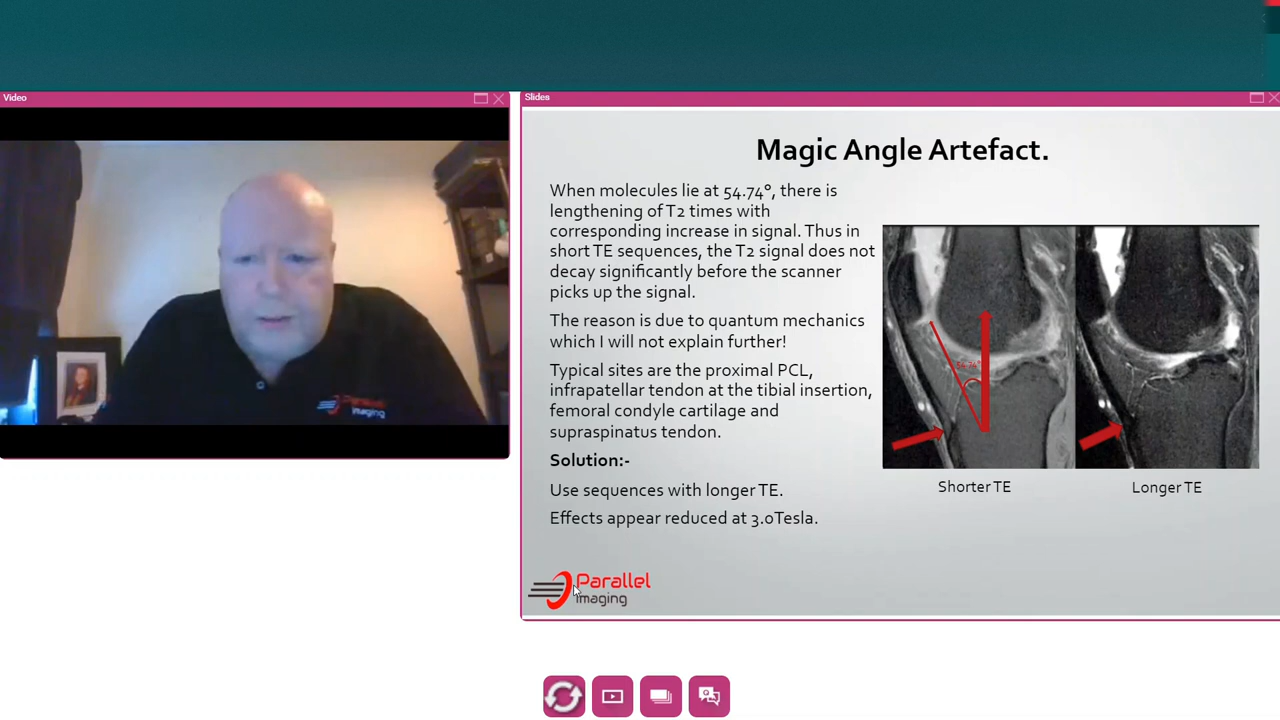 Video
Slides
Magic Angle Artefact.
When molecules lie at 54.74°, there is
lengthening of T2 times with
corresponding increase in signal. Thus in
short TE sequences, the T2 signal does not
decay significantly before the scanner
picks up the signal.
The reason is due to quantum mechanics
which I will not explain further!
Typical sites are the proximal PCL,
infrapatellar tendon at the tibial insertion,
femoral condyle cartilage and
supraspinatus tendon.
Solution:-
Use sequences with longer TE.
Effects appear reduced at 3.0Tesla.
54.74°
Shorter TE
Longer TE
Parallel
Imaging
Parallel
Imaging